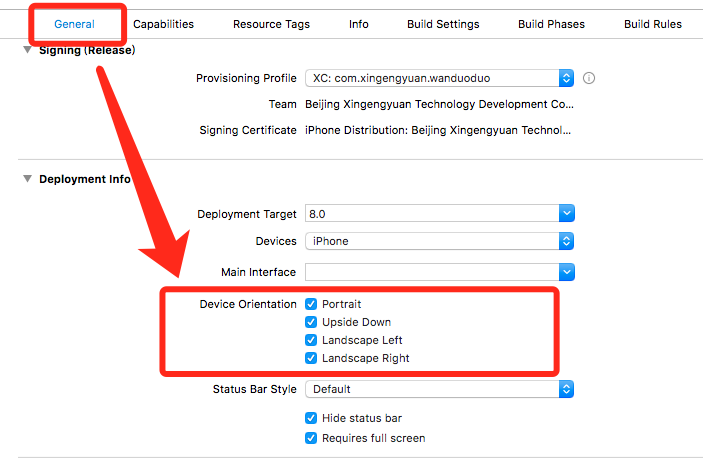 General Capabilities Resource Tags Info Build Settings Build Phases Build Rules
Signing (Release)
Provisioning Profile XC: com.xingengyuan.wanduoduo
Team Beijing Xingengyuan Technology Development Co...
Signing Certificate iPhone Distribution: Beijing Xingengyuan Technol...
Deployment Info
Deployment Target 8.0
Devices iPhone
Main Interface
Device Orientation Portrait
Upside Down
Landscape Left
Landscape Right
Status Bar Style Default
Hide status bar
Requires full screen